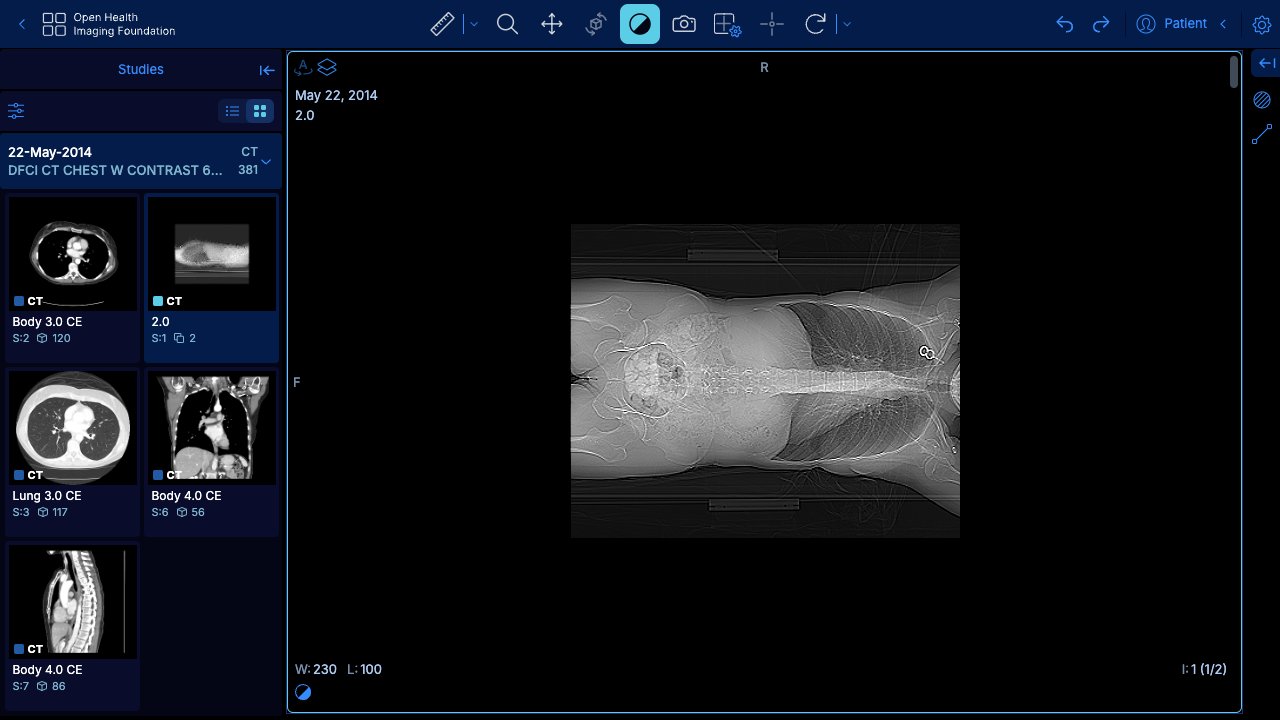 Open Health
Imaging Foundation
Patient
Studies
22-May-2014
CT
DFCI CT CHEST W CONTRAST 6...
381
CT
Body 3.0 CE
S:2 120
CT
2.0
S:1 2
CT
Lung 3.0 CE
S:3 117
CT
Body 4.0 CE
S:6 56
CT
Body 4.0 CE
S:7 86
A
R
May 22, 2014
2.0
F
W: 230 L: 100
I: 1 (1/2)